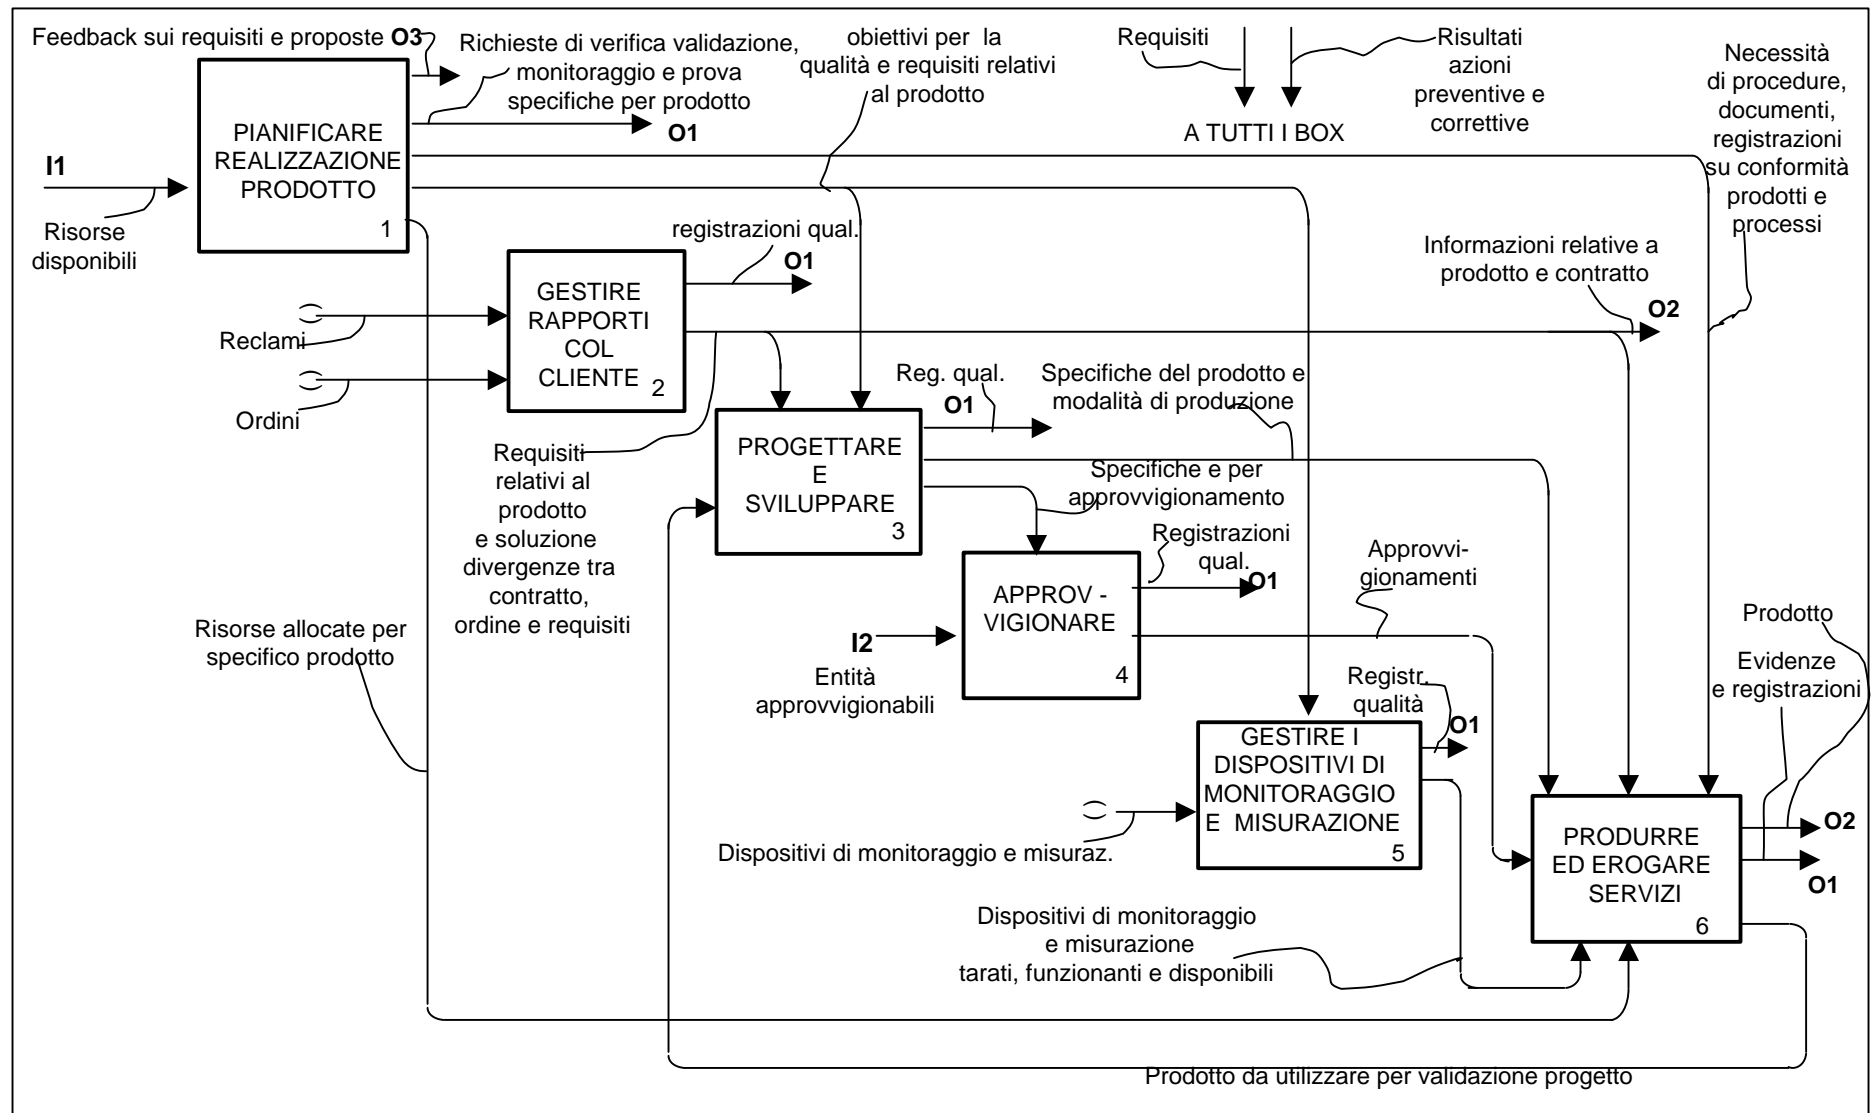 Feedback sui requisiti e proposte O3
Richieste di verifica validazione,
monitoraggio e prova
specifiche per prodotto
O1
obiettivi per la
qualità e requisiti relativi
al prodotto
Requisiti
Risultati
azioni
preventive e
correttive
A TUTTI I BOX
Necessità
di procedure,
documenti,
registrazioni
su conformità
prodotti e
processi
PIANIFICARE
REALIZZAZIONE
PRODOTTO
1
I1
Risorse
disponibili
registrazioni qual.
O1
Informazioni relative a
prodotto e contratto
O2
GESTIRE
RAPPORTI
COL
CLIENTE
2
Reclami
Ordini
Reg. qual.
O1
Specifiche del prodotto e
modalità di produzione
Requisiti
relativi al
prodotto
e soluzione
divergenze tra
contratto,
ordine e requisiti
PROGETTARE
E
SVILUPPARE
3
Specifiche e per
approvvigionamento
Registrazioni
qual.
O1
Approvvi-
gionamenti
APPROV -
VIGIONARE
4
I2
Entità
approvvigionabili
Risorse allocate per
specifico prodotto
Prodotto
Evidenze
e registrazioni
Registr.
qualità
O1
GESTIRE I
DISPOSITIVI DI
MONITORAGGIO
E MISURAZIONE
5
Dispositivi di monitoraggio e misuraz.
PRODURRE
ED EROGARE
SERVIZI
6
O2
O1
Dispositivi di monitoraggio
e misurazione
tarati, funzionanti e disponibili
Prodotto da utilizzare per validazione progetto